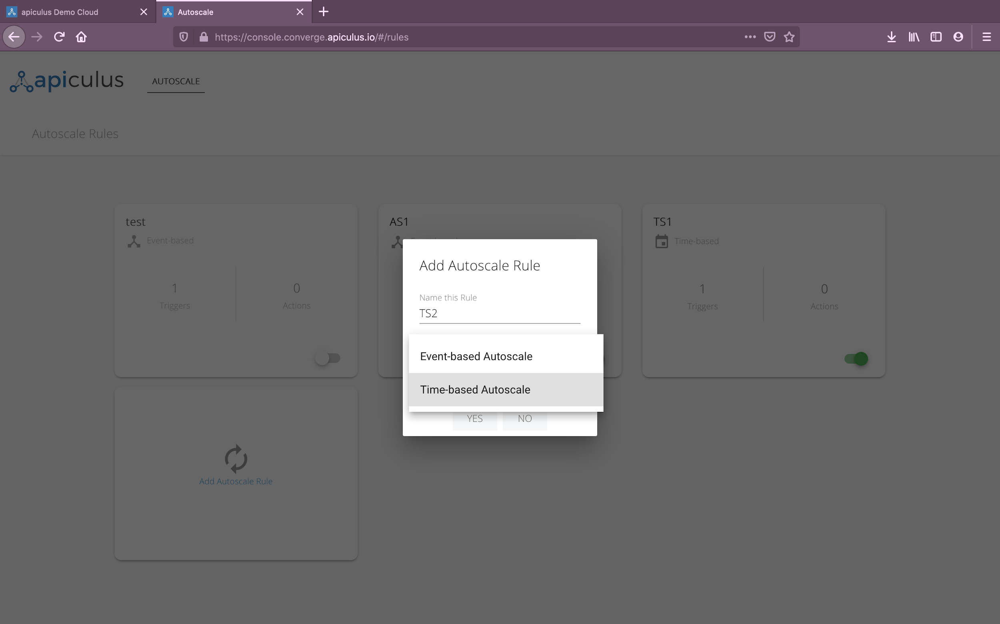 apiculus Demo Cloud
Autoscale
https://console.converge.apiculus.io/#/rules
apiculus
AUTOSCALE
Autoscale Rules
test
Event-based
1
Triggers
0
Actions
AS1
TS1
Time-based
1
Triggers
0
Actions
Add Autoscale Rule
Name this Rule
TS2
Event-based Autoscale
Time-based Autoscale
YES
NO
Add Autoscale Rule